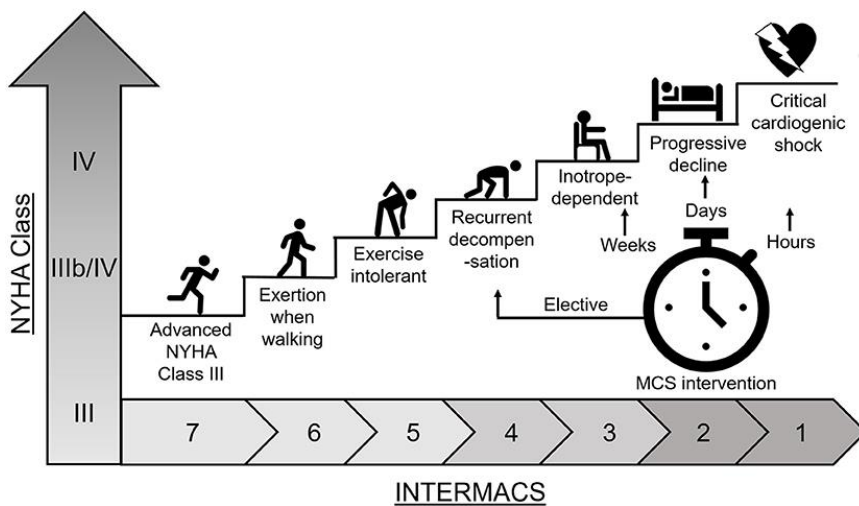 NYHA Class
IV
IIIb/IV
III
Critical
cardiogenic
shock
Progressive
decline
Inotrope-
dependent
Recurrent
decompen
-sation
Exercise
intolerant
Exertion
when
walking
Advanced
NYHA
Class III
Days
Weeks
Hours
Elective
MCS intervention
7 6 5 4 3 2 1
INTERMACS